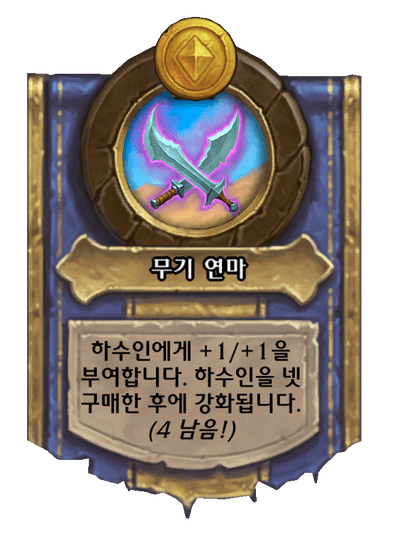 무기 연마
하수인에게 +1/+1을
부여합니다. 하수인을 넷
구매한 후에 강화됩니다.
(4 남음!)